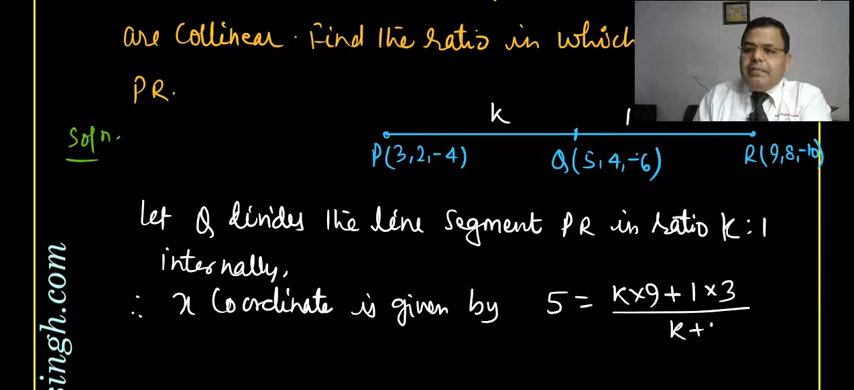 are Collinear. Find the ratio in which
PR.
Soln.
K 1
P(3,2,-4) Q(5,4,-6) R(9,8,-10)
Let Q divides the line segment PR in ratio K:1
internally,
∴ x Coordinate is given by 5 = (K×9+1×3)/(K+
singh.com